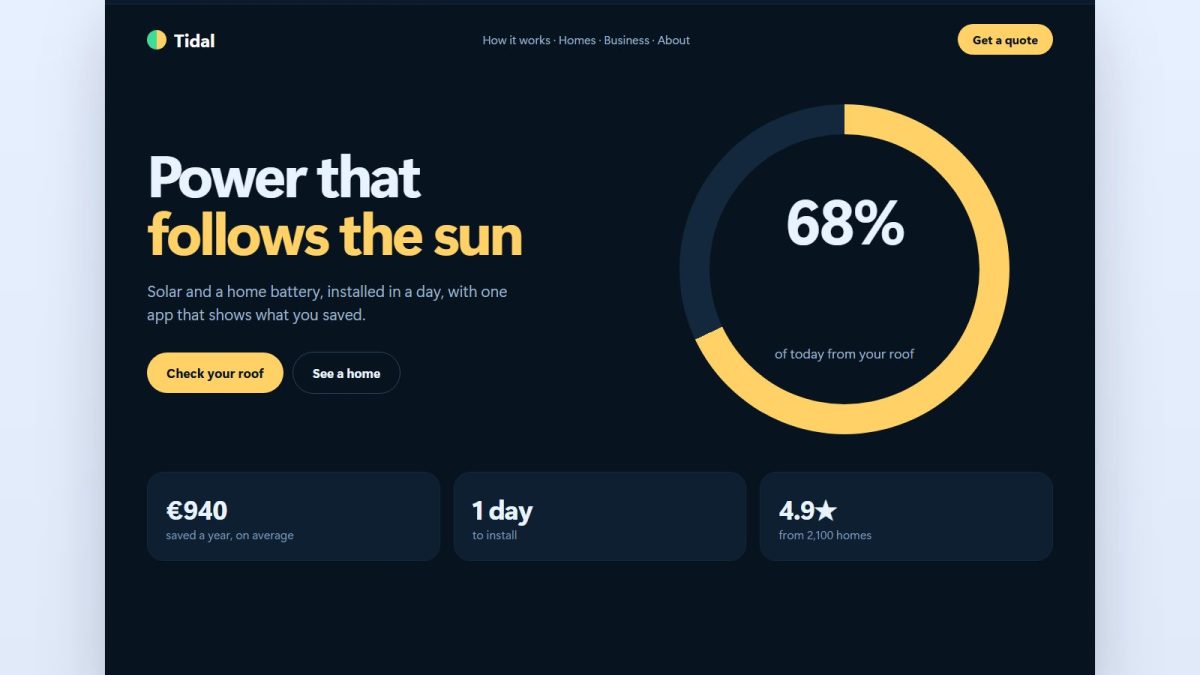 Tidal
How it works · Homes · Business · About
Get a quote
Power that
follows the sun
Solar and a home battery, installed in a day, with one
app that shows what you saved.
Check your roof
See a home
68%
of today from your roof
€940
saved a year, on average
1 day
to install
4.9★
from 2,100 homes